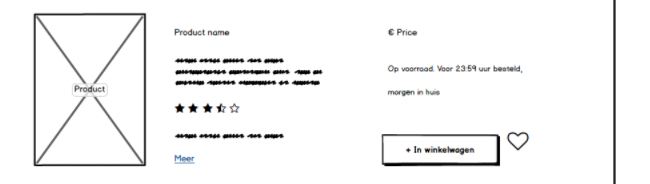 Product name
€ Price
Op voorraad. Voor 23:59 uur besteld,
morgen in huis
Product
+ In winkelwagen
Meer